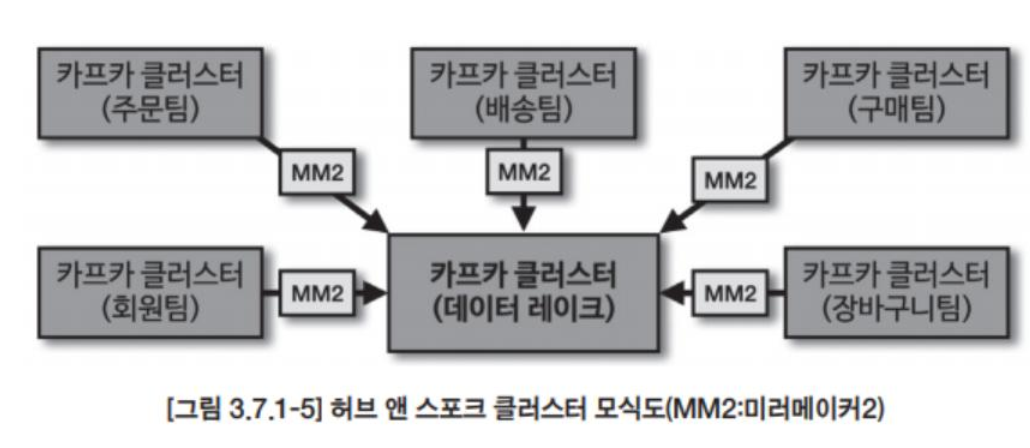 카프카 클러스터
(주문팀)
카프카 클러스터
(배송팀)
카프카 클러스터
(구매팀)
MM2
MM2
MM2
카프카 클러스터
(회원팀)
MM2
카프카 클러스터
(데이터 레이크)
MM2
카프카 클러스터
(장바구니팀)
[그림 3.7.1-5] 허브 앤 스포크 클러스터 모식도(MM2:미러메이커2)